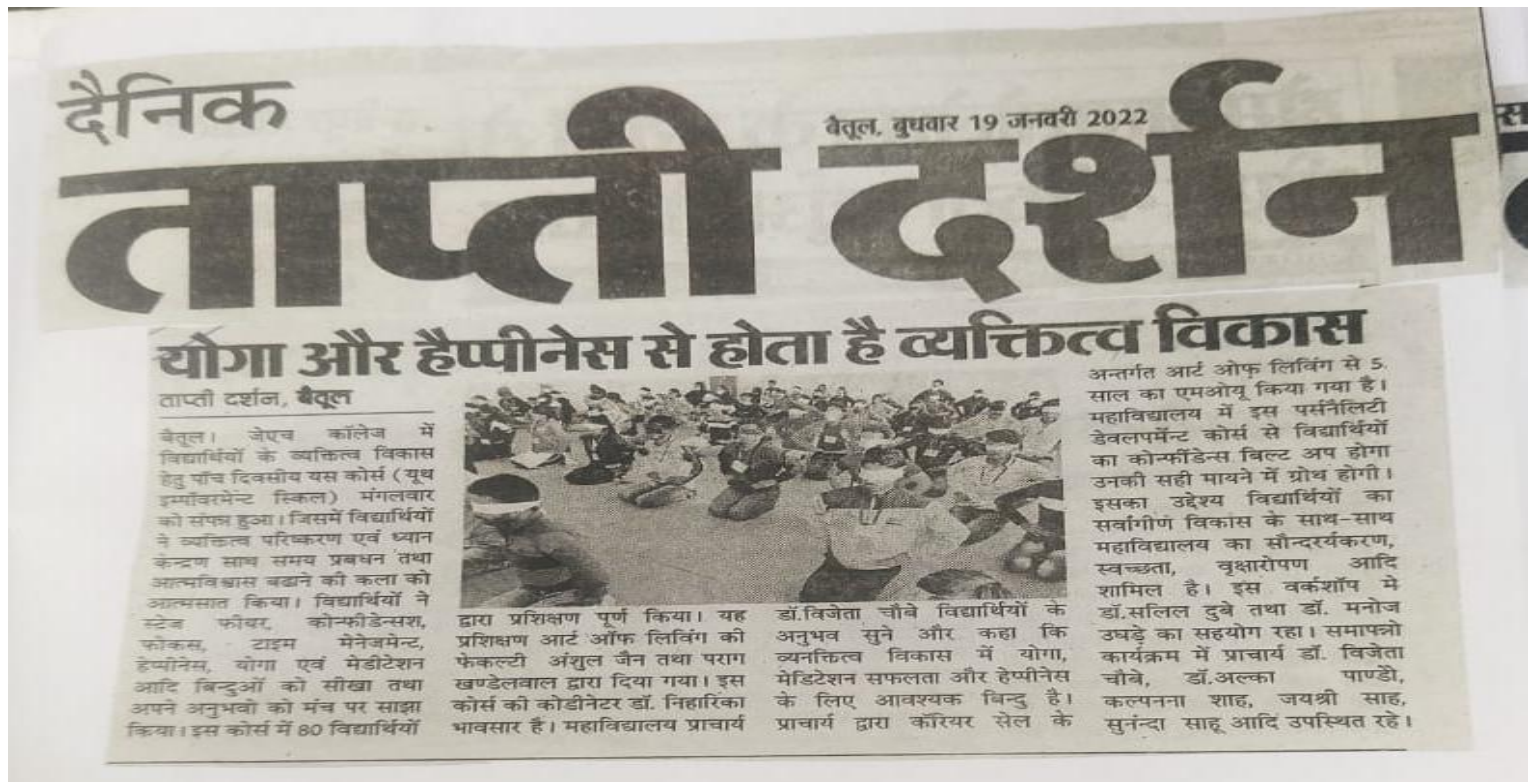 दैनिक
ताप्ती दर्शन
बैतूल, बुधवार 19 जनवरी 2022
योगा और हैप्पीनेस से होता है व्यक्तित्व विकास
ताप्ती दर्शन, बैतूल
बैतूल। जेएच कॉलेज में
विद्यार्थियों के व्यक्तित्व विकास
हेतु पांच दिवसीय यस कोर्स (यूथ
इम्पॉवरमेन्ट स्किल) मंगलवार
को संपन्न हुआ। जिसमें विद्यार्थियों
ने व्यक्तित्व परिष्करण एवं ध्यान
केन्द्रण साथ समय प्रबधन तथा
आत्मविश्वास बढाने की कला को
आत्मसात किया। विद्यार्थियों ने
स्टेज फीयर, कोन्फीडेन्सश,
फोकस, टाइम मेनेजमेन्ट,
हेप्पीनेस, योगा एवं मेडीटेशन
आदि बिन्दुओं को सीखा तथा
अपने अनुभवो को मंच पर साझा
किया। इस कोर्स में 80 विद्यार्थियों
द्वारा प्रशिक्षण पूर्ण किया। यह
प्रशिक्षण आर्ट ऑफ लिविंग की
फेकल्टी अंशुल जैन तथा पराग
खण्डेलवाल द्वारा दिया गया। इस
कोर्स की कोडीनेटर डॉ. निहारिका
भावसार है। महाविद्यालय प्राचार्य
डॉ.विजेता चौबे विद्यार्थियों के
अनुभव सुने और कहा कि
व्यनक्तित्व विकास में योगा,
मेडिटेशन सफलता और हेप्पीनेस
के लिए आवश्यक बिन्दु है।
प्राचार्य द्वारा कॅरियर सेल के
अन्तर्गत आर्ट ओफ् लिविंग से 5
साल का एमओयू किया गया है।
महाविद्यालय में इस पर्सनैलिटी
डेवलपमेंन्ट कोर्स से विद्यार्थियों
का कोन्फींडेन्स बिल्ट अप होगा
उनकी सही मायने में ग्रोथ होगी।
इसका उद्देश्य विद्यार्थियों का
सर्वांगीण विकास के साथ-साथ
महाविद्यालय का सौन्दरर्यकरण,
स्वच्छता, वृक्षारोपण आदि
शामिल है। इस वर्कशॉप मे
डॉ.सलिल दुबे तथा डॉ. मनोज
उघड़े का सहयोग रहा। समापन्नो
कार्यक्रम में प्राचार्य डॉ. विजेता
चौबे, डॉ.अल्का पाण्डेी,
कल्पनना शाह, जयश्री साहू,
सुनंन्दा साहू आदि उपस्थित रहे।